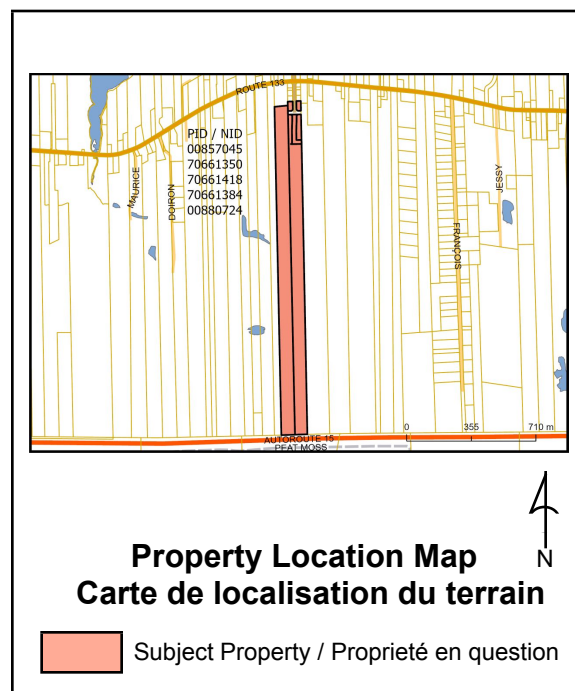 ROUTE 133
PID / NID
00857045
70661350
70661418
70661384
00880724
MAURICE
DOIRON
FRANÇOIS
JESSY
AUTOROUTE 15
PEAT MOSS
0 355 710 m
N
Property Location Map
Carte de localisation du terrain
Subject Property / Proprieté en question